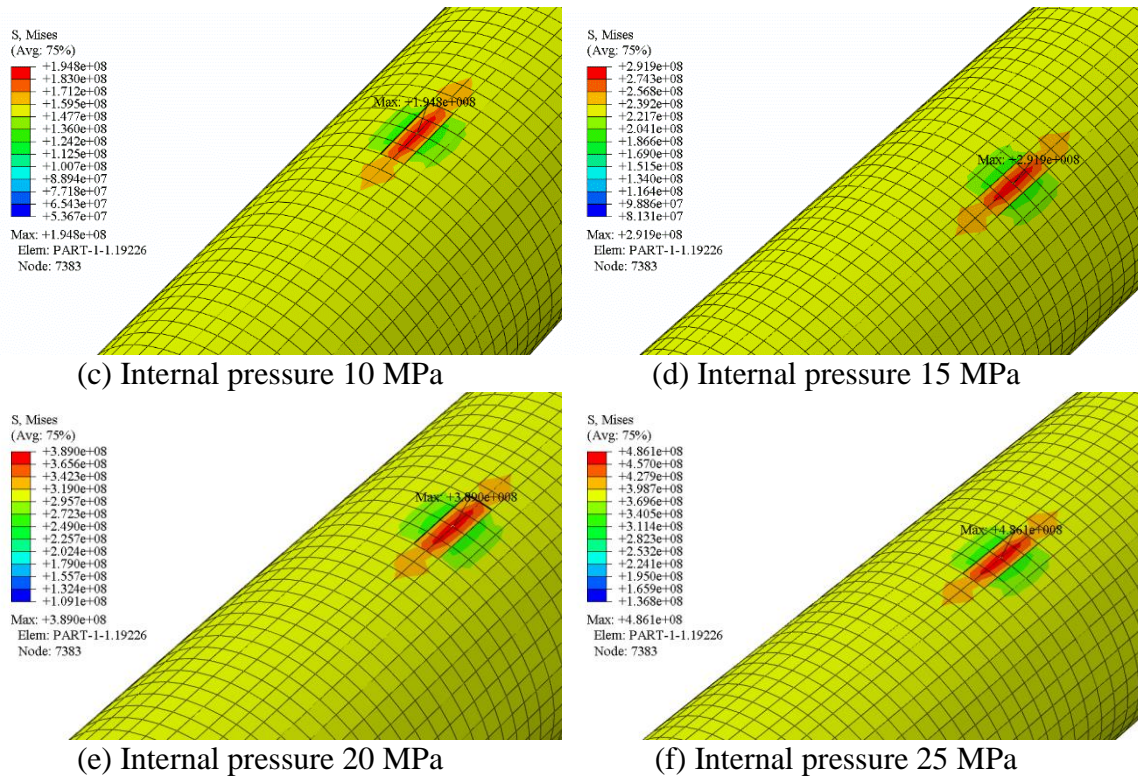 S, Mises
(Avg: 75%)
+1.948e+08
+1.830e+08
+1.712e+08
+1.595e+08
+1.477e+08
+1.360e+08
+1.242e+08
+1.125e+08
+1.007e+08
+8.894e+07
+7.718e+07
+6.543e+07
+5.367e+07
Max: +1.948e+08
Elem: PART-1-1.19226
Node: 7383
Max: +1.948e+008
(c) Internal pressure 10 MPa
S, Mises
(Avg: 75%)
+2.919e+08
+2.743e+08
+2.568e+08
+2.392e+08
+2.217e+08
+2.041e+08
+1.866e+08
+1.690e+08
+1.515e+08
+1.340e+08
+1.164e+08
+9.886e+07
+8.131e+07
Max: +2.919e+08
Elem: PART-1-1.19226
Node: 7383
Max: +2.919e+008
(d) Internal pressure 15 MPa
S, Mises
(Avg: 75%)
+3.890e+08
+3.656e+08
+3.423e+08
+3.190e+08
+2.957e+08
+2.723e+08
+2.490e+08
+2.257e+08
+2.024e+08
+1.790e+08
+1.557e+08
+1.324e+08
+1.091e+08
Max: +3.890e+08
Elem: PART-1-1.19226
Node: 7383
Max: +3.890e+008
(e) Internal pressure 20 MPa
S, Mises
(Avg: 75%)
+4.861e+08
+4.570e+08
+4.279e+08
+3.987e+08
+3.696e+08
+3.405e+08
+3.114e+08
+2.823e+08
+2.532e+08
+2.241e+08
+1.950e+08
+1.659e+08
+1.368e+08
Max: +4.861e+08
Elem: PART-1-1.19226
Node: 7383
Max: +4.861e+008
(f) Internal pressure 25 MPa